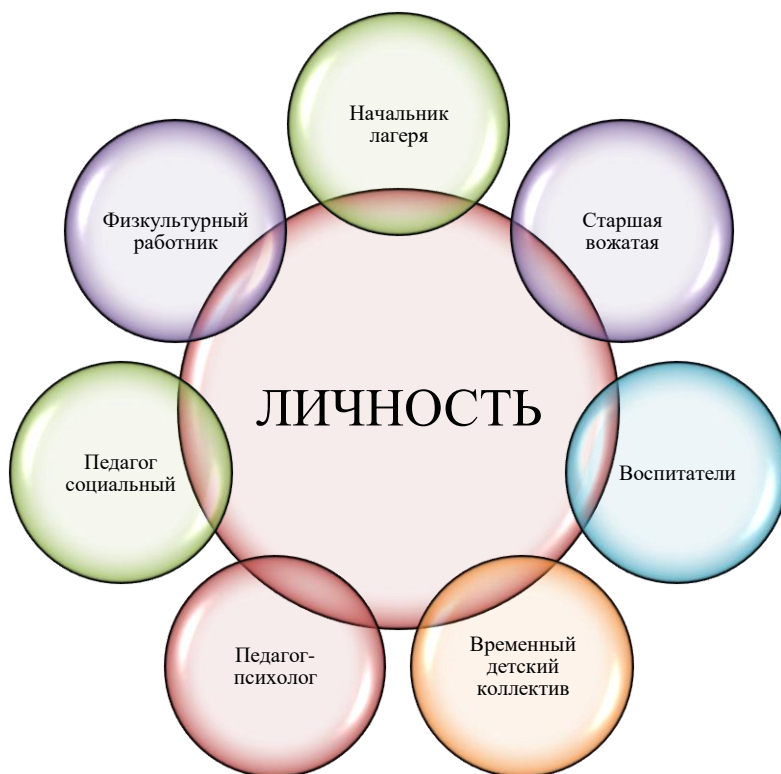 Начальник
лагеря
Старшая
вожатая
Воспитатели
Временный
детский
коллектив
Педагог-
психолог
Педагог
социальный
Физкультурный
работник
ЛИЧНОСТЬ